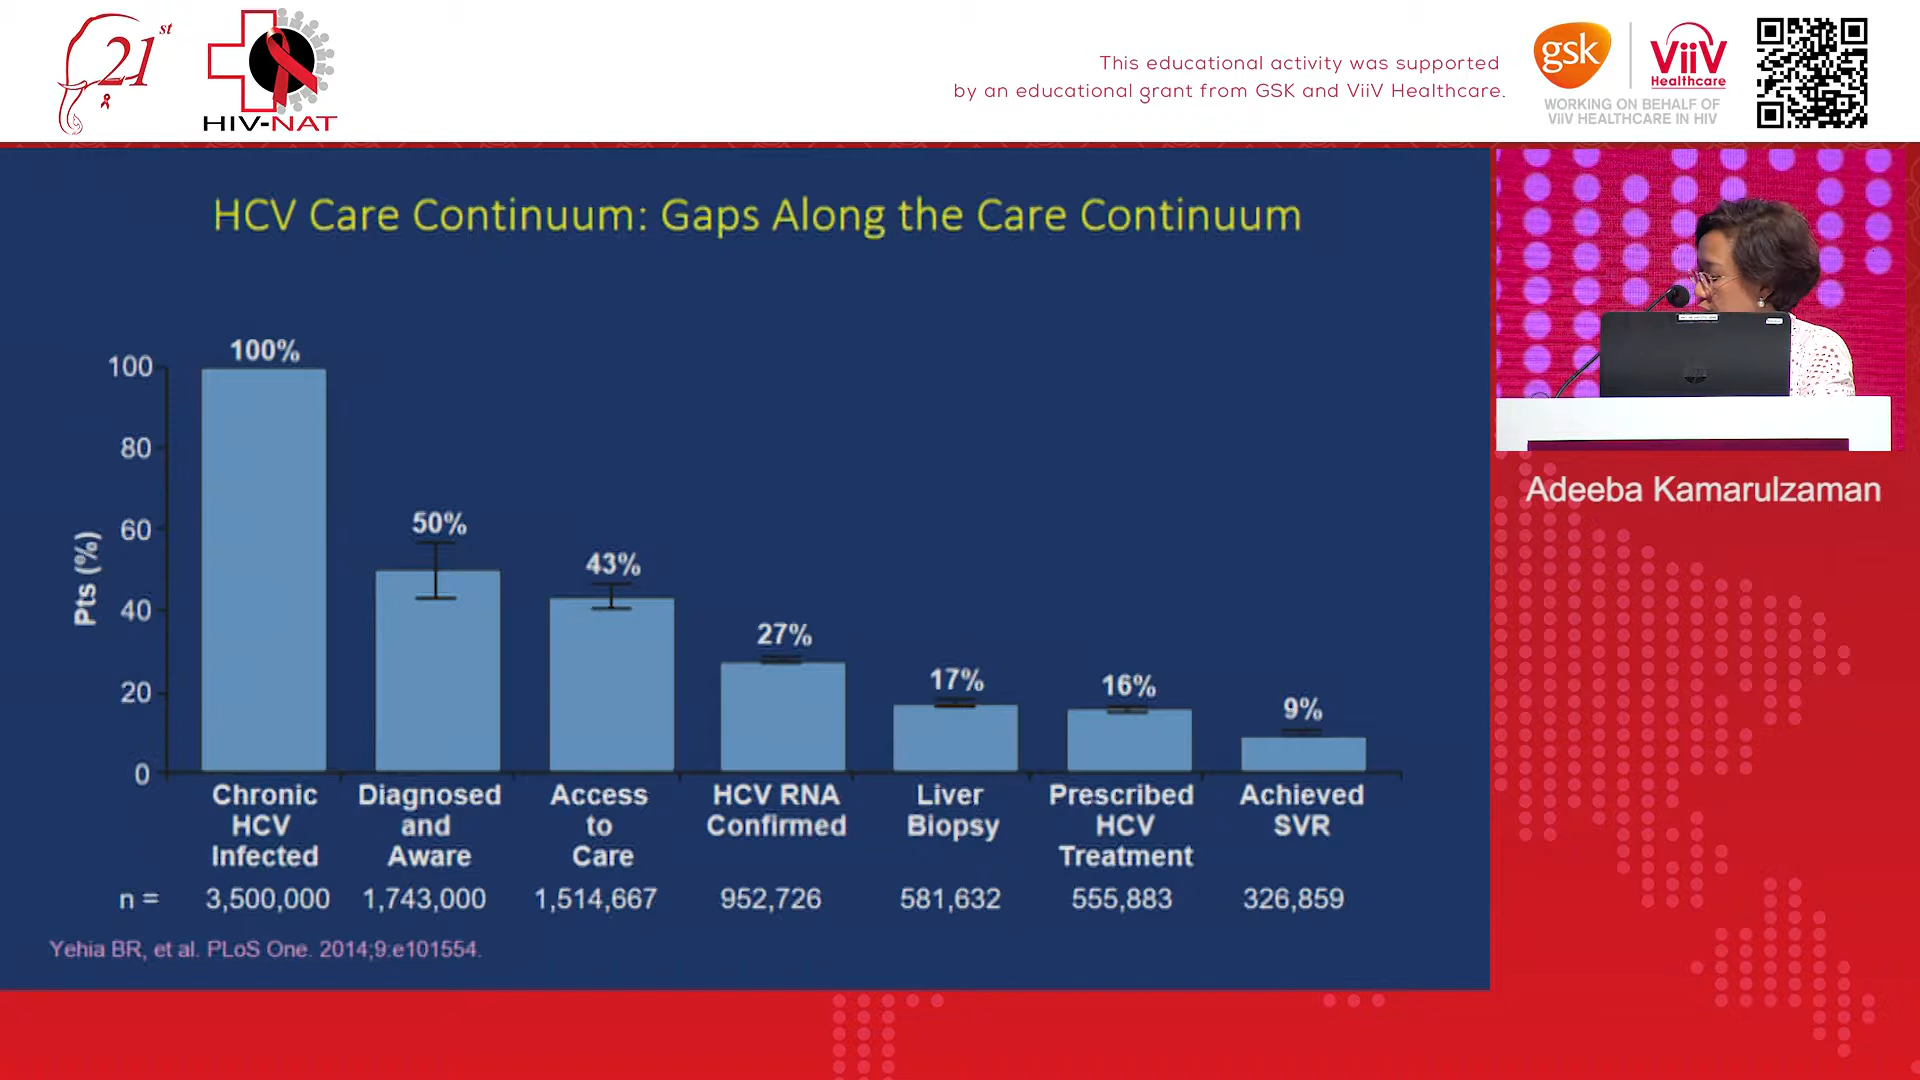 21st
HIV-NAT
This educational activity was supported
by an educational grant from GSK and ViiV Healthcare.
gsk
ViiV
Healthcare
WORKING ON BEHALF OF
ViiV HEALTHCARE IN HIV
HCV Care Continuum: Gaps Along the Care Continuum
Pts (%)
100
80
60
40
20
0
100%
50%
43%
27%
17%
16%
9%
Chronic HCV Infected
Diagnosed and Aware
Access to Care
HCV RNA Confirmed
Liver Biopsy
Prescribed HCV Treatment
Achieved SVR
n = 3,500,000 1,743,000 1,514,667 952,726 581,632 555,883 326,859
Yehia BR, et al. PLoS One. 2014;9:e101554.
Adeeba Kamarulzaman